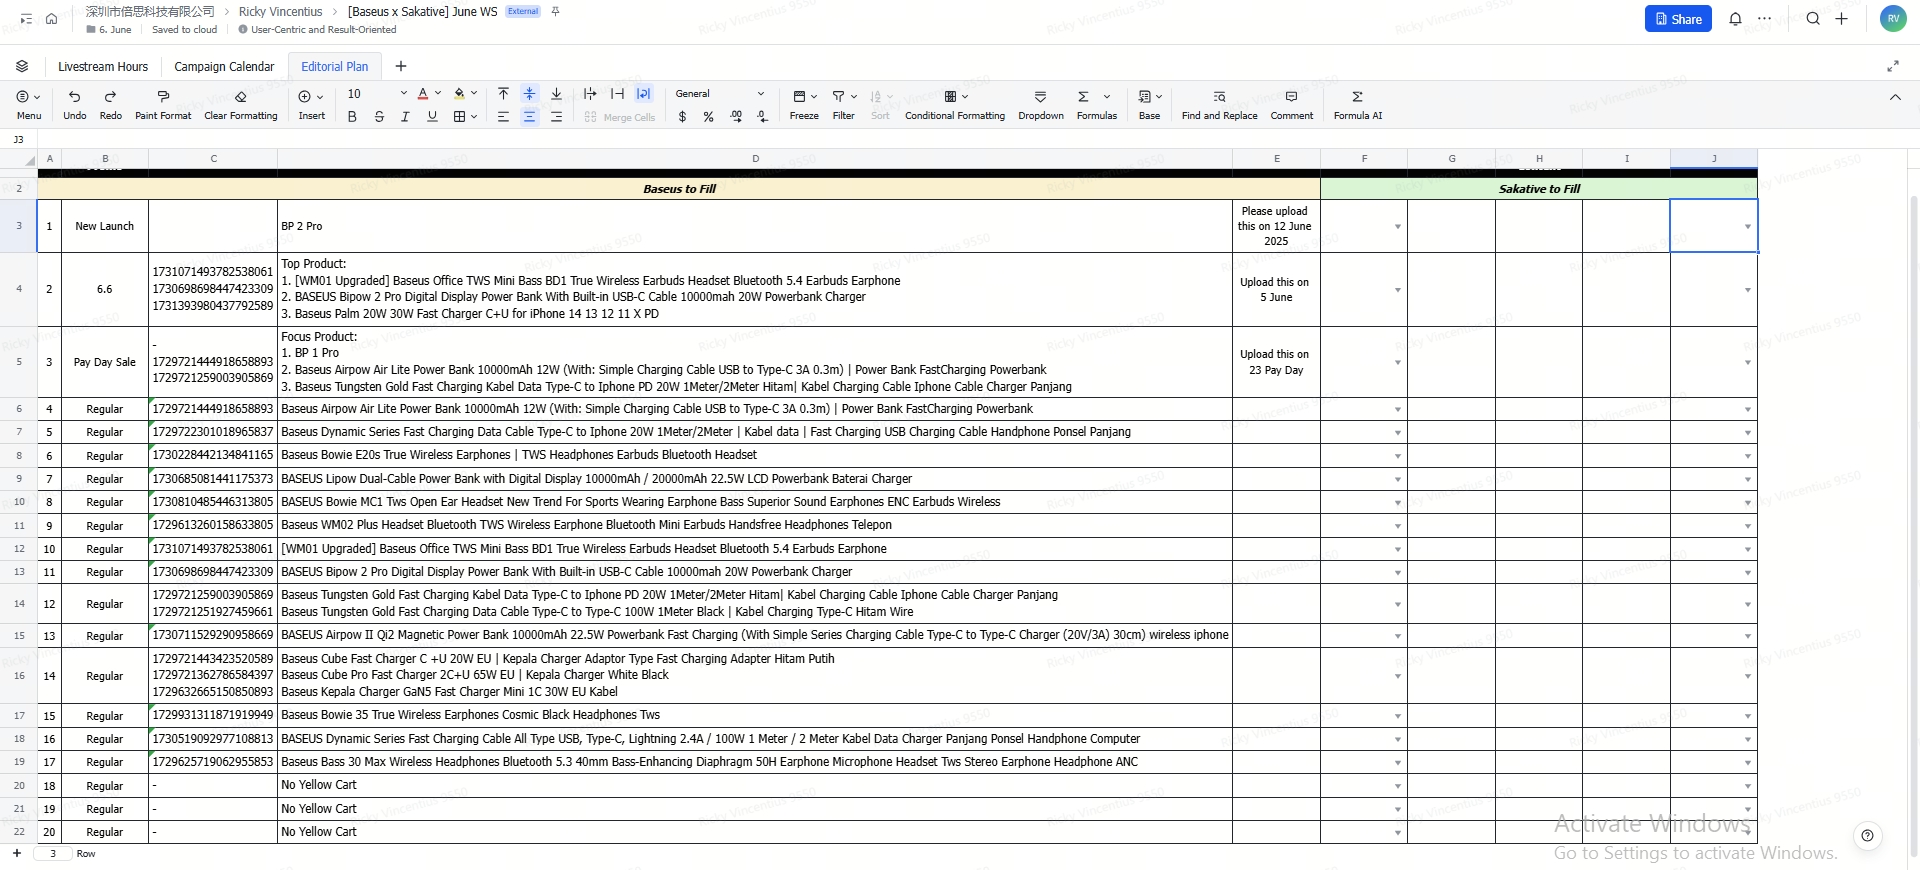 深圳市倍思科技有限公司 > Ricky Vincentius > [Baseus x Sakative] June WS External
6. June | Saved to cloud | User-Centric and Result-Oriented
Share
RV
Livestream Hours
Campaign Calendar
Editorial Plan
Menu
Undo
Redo
Paint Format
Clear Formatting
Insert
10
General
Merge Cells
Freeze
Filter
Sort
Conditional Formatting
Dropdown
Formulas
Base
Find and Replace
Comment
Formula AI
J3
A B C D E F G H I J
2 Baseus to Fill Sakative to Fill
3 1 New Launch BP 2 Pro Please upload
this on 12 June
2025
4 2 6.6
1731071493782538061
1730698698447423309
1731393980437792589
Top Product:
1. [WM01 Upgraded] Baseus Office TWS Mini Bass BD1 True Wireless Earbuds Headset Bluetooth 5.4 Earbuds Earphone
2. BASEUS Bipow 2 Pro Digital Display Power Bank With Built-in USB-C Cable 10000mah 20W Powerbank Charger
3. Baseus Palm 20W 30W Fast Charger C+U for iPhone 14 13 12 11 X PD
Upload this on
5 June
5 3 Pay Day Sale
-
1729721444918658893
1729721259003905869
Focus Product:
1. BP 1 Pro
2. Baseus Airpow Air Lite Power Bank 10000mAh 12W (With: Simple Charging Cable USB to Type-C 3A 0.3m) | Power Bank FastCharging Powerbank
3. Baseus Tungsten Gold Fast Charging Kabel Data Type-C to Iphone PD 20W 1Meter/2Meter Hitam| Kabel Charging Cable Iphone Cable Charger Panjang
Upload this on
23 Pay Day
6 4 Regular 1729721444918658893 Baseus Airpow Air Lite Power Bank 10000mAh 12W (With: Simple Charging Cable USB to Type-C 3A 0.3m) | Power Bank FastCharging Powerbank
7 5 Regular 1729722301018965837 Baseus Dynamic Series Fast Charging Data Cable Type-C to Iphone 20W 1Meter/2Meter | Kabel data | Fast Charging USB Charging Cable Handphone Ponsel Panjang
8 6 Regular 1730228442134841165 Baseus Bowie E20s True Wireless Earphones | TWS Headphones Earbuds Bluetooth Headset
9 7 Regular 1730685081441175373 BASEUS Lipow Dual-Cable Power Bank with Digital Display 10000mAh / 20000mAh 22.5W LCD Powerbank Baterai Charger
10 8 Regular 1730810485446313805 BASEUS Bowie MC1 Tws Open Ear Headset New Trend For Sports Wearing Earphone Bass Superior Sound Earphones ENC Earbuds Wireless
11 9 Regular 1729613260158633805 Baseus WM02 Plus Headset Bluetooth TWS Wireless Earphone Bluetooth Mini Earbuds Handsfree Headphones Telepon
12 10 Regular 1731071493782538061 [WM01 Upgraded] Baseus Office TWS Mini Bass BD1 True Wireless Earbuds Headset Bluetooth 5.4 Earbuds Earphone
13 11 Regular 1730698698447423309 BASEUS Bipow 2 Pro Digital Display Power Bank With Built-in USB-C Cable 10000mah 20W Powerbank Charger
14 12 Regular
1729721259003905869 Baseus Tungsten Gold Fast Charging Kabel Data Type-C to Iphone PD 20W 1Meter/2Meter Hitam| Kabel Charging Cable Iphone Cable Charger Panjang
1729721251927459661 Baseus Tungsten Gold Fast Charging Data Cable Type-C to Type-C 100W 1Meter Black | Kabel Charging Type-C Hitam Wire
15 13 Regular 1730711529290958669 BASEUS Airpow II Qi2 Magnetic Power Bank 10000mAh 22.5W Powerbank Fast Charging (With Simple Series Charging Cable Type-C to Type-C Charger (20V/3A) 30cm) wireless iphone
16 14 Regular
1729721443423520589 Baseus Cube Fast Charger C +U 20W EU | Kepala Charger Adaptor Type Fast Charging Adapter Hitam Putih
1729721362786584397 Baseus Cube Pro Fast Charger 2C+U 65W EU | Kepala Charger White Black
1729632665150850893 Baseus Kepala Charger GaN5 Fast Charger Mini 1C 30W EU Kabel
17 15 Regular 1729931311871919949 Baseus Bowie 35 True Wireless Earphones Cosmic Black Headphones Tws
18 16 Regular 1730519092977108813 BASEUS Dynamic Series Fast Charging Cable All Type USB, Type-C, Lightning 2.4A / 100W 1 Meter / 2 Meter Kabel Data Charger Panjang Ponsel Handphone Computer
19 17 Regular 1729625719062955853 Baseus Bass 30 Max Wireless Headphones Bluetooth 5.3 40mm Bass-Enhancing Diaphragm 50H Earphone Microphone Headset Tws Stereo Earphone Headphone ANC
20 18 Regular - No Yellow Cart
21 19 Regular - No Yellow Cart
22 20 Regular - No Yellow Cart
+ 3 Row
Activate Windows
Go to Settings to activate Windows.
Ricky Vincentius 9550